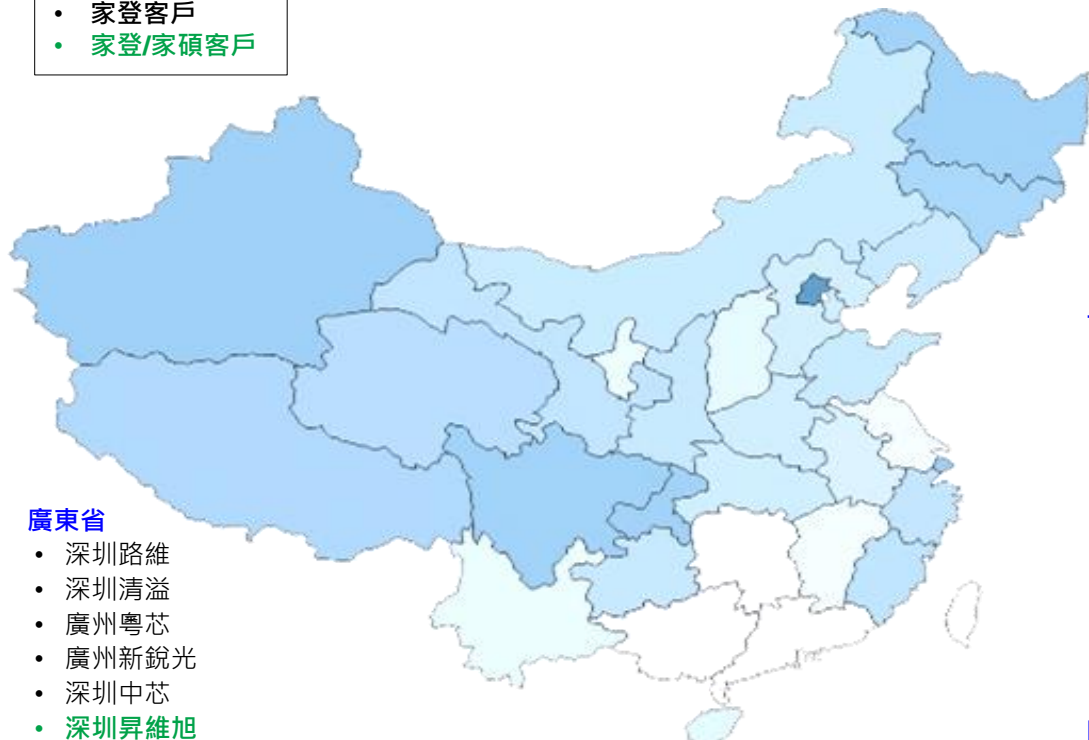 • 家登客戶
• 家登/家碩客戶
廣東省
• 深圳路維
• 深圳清溢
• 廣州粵芯
• 廣州新銳光
• 深圳中芯
• 深圳昇維旭